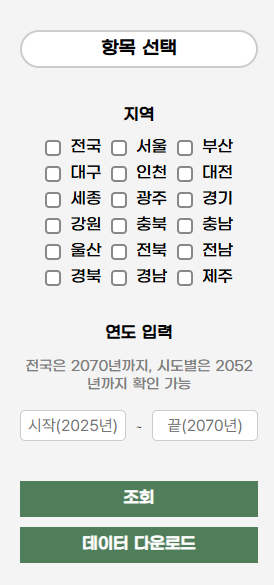 항목 선택
지역
전국 서울 부산
대구 인천 대전
세종 광주 경기
강원 충북 충남
울산 전북 전남
경북 경남 제주
연도 입력
전국은 2070년까지, 시도별은 2052
년까지 확인 가능
시작(2025년) ~ 끝(2070년)
조회
데이터 다운로드